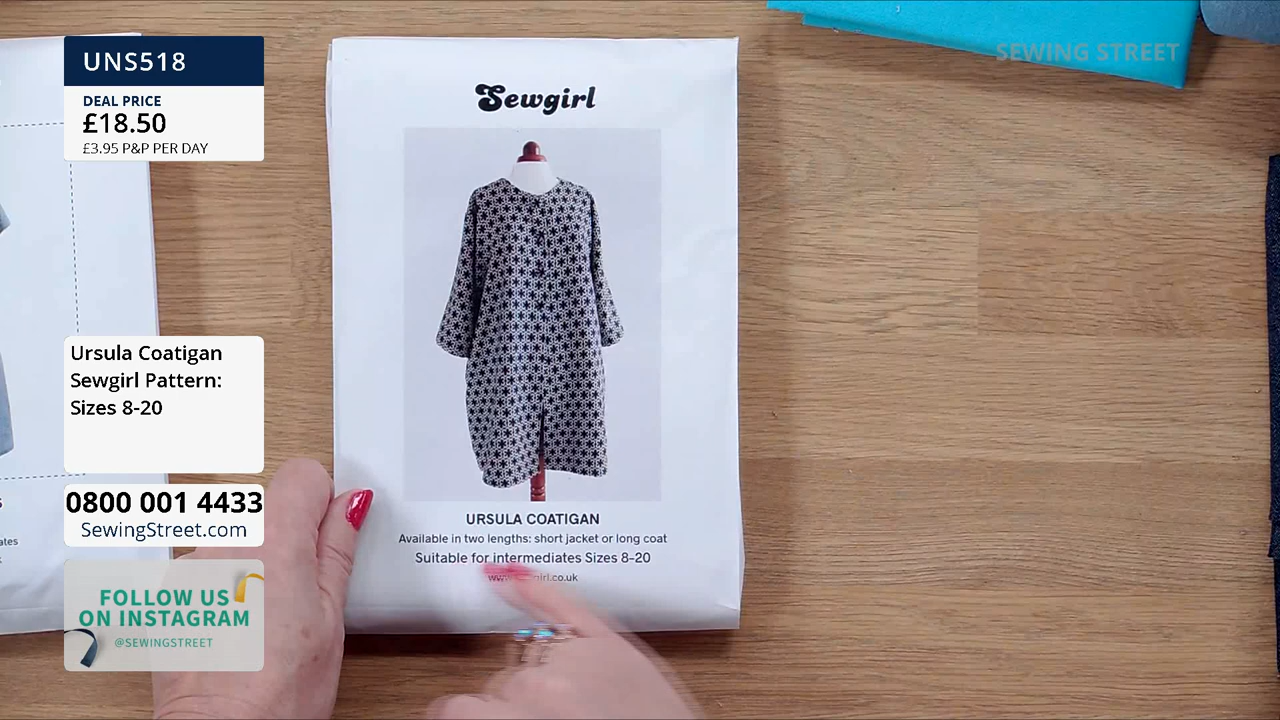 UNS518
DEAL PRICE
£18.50
£3.95 P&P PER DAY
Ursula Coatigan
Sewgirl Pattern:
Sizes 8-20
0800 001 4433
SewingStreet.com
FOLLOW US
ON INSTAGRAM
@SEWINGSTREET
Sewgirl
URSULA COATIGAN
Available in two lengths: short jacket or long coat
Suitable for intermediates Sizes 8-20
SEWING STREET